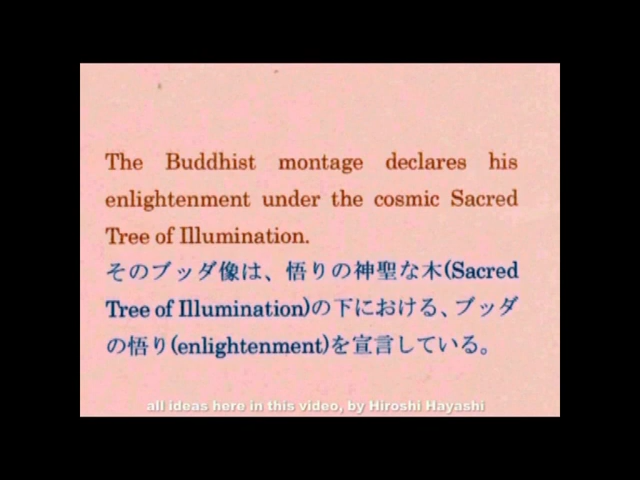 The Buddhist montage declares his
enlightenment under the cosmic Sacred
Tree of Illumination.
そのブッダ像は、悟りの神聖な木(Sacred
Tree of Illumination)の下における、ブッダ
の悟り(enlightenment)を宣言している。
all ideas here in this video, by Hiroshi Hayashi